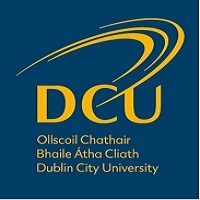 DCU
Ollscoil Chathair
Bhaile Átha Cliath
Dublin City University